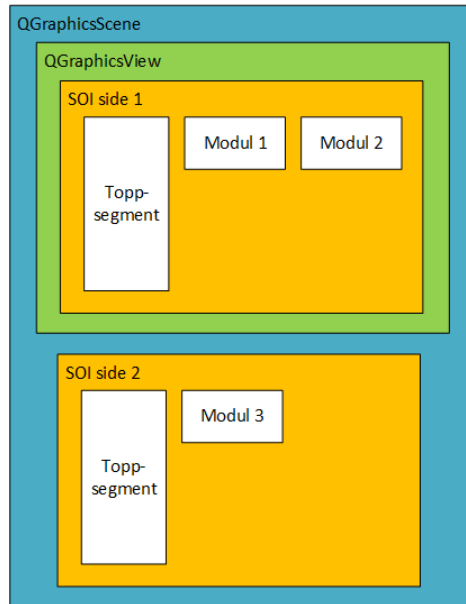 QGraphicsScene
QGraphicsView
SOI side 1
Topp-
segment
Modul 1
Modul 2
SOI side 2
Topp-
segment
Modul 3